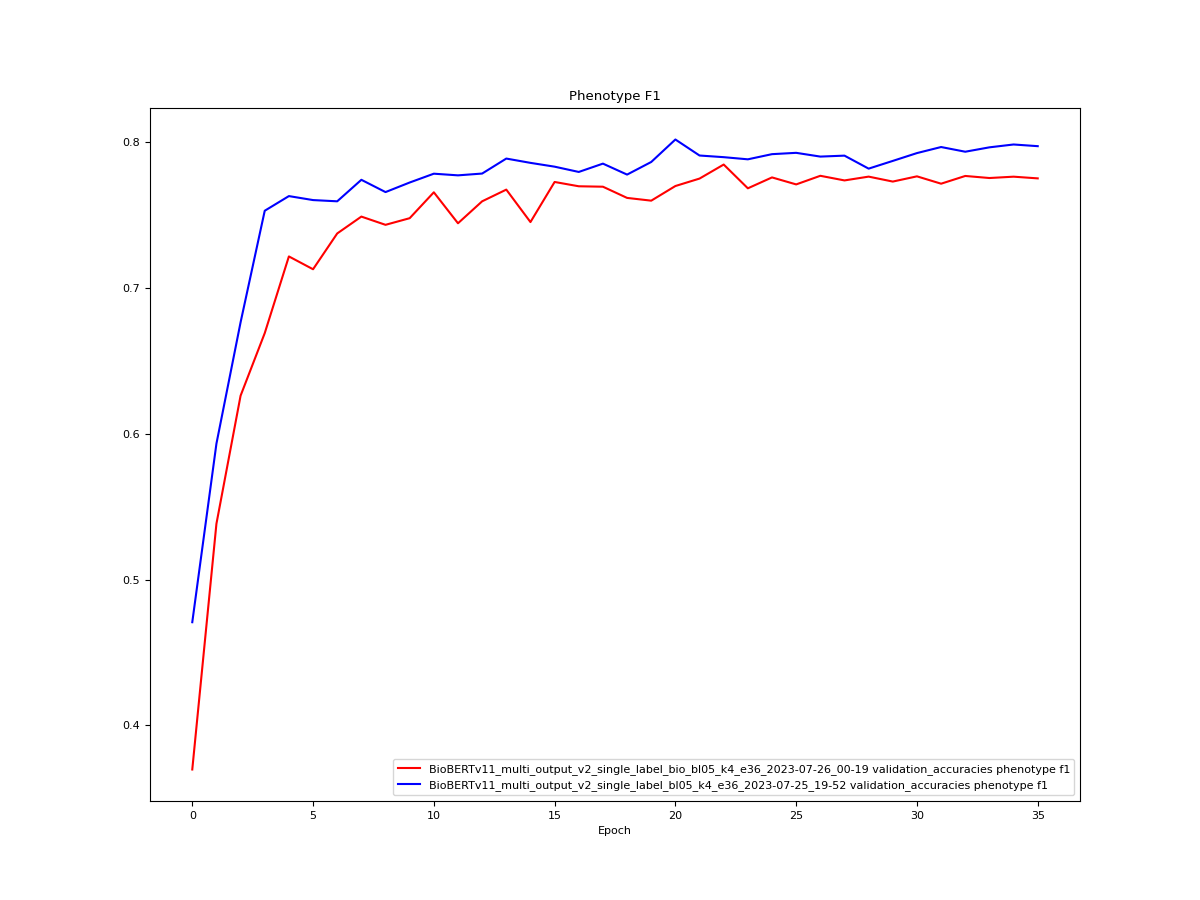 Phenotype F1
0.8
0.7
0.6
0.5
0.4
BioBERTv11_multi_output_v2_single_label_bio_bl05_k4_e36_2023-07-26_00-19 validation_accuracies phenotype f1
BioBERTv11_multi_output_v2_single_label_bl05_k4_e36_2023-07-25_19-52 validation_accuracies phenotype f1
0 5 10 15 20 25 30 35
Epoch